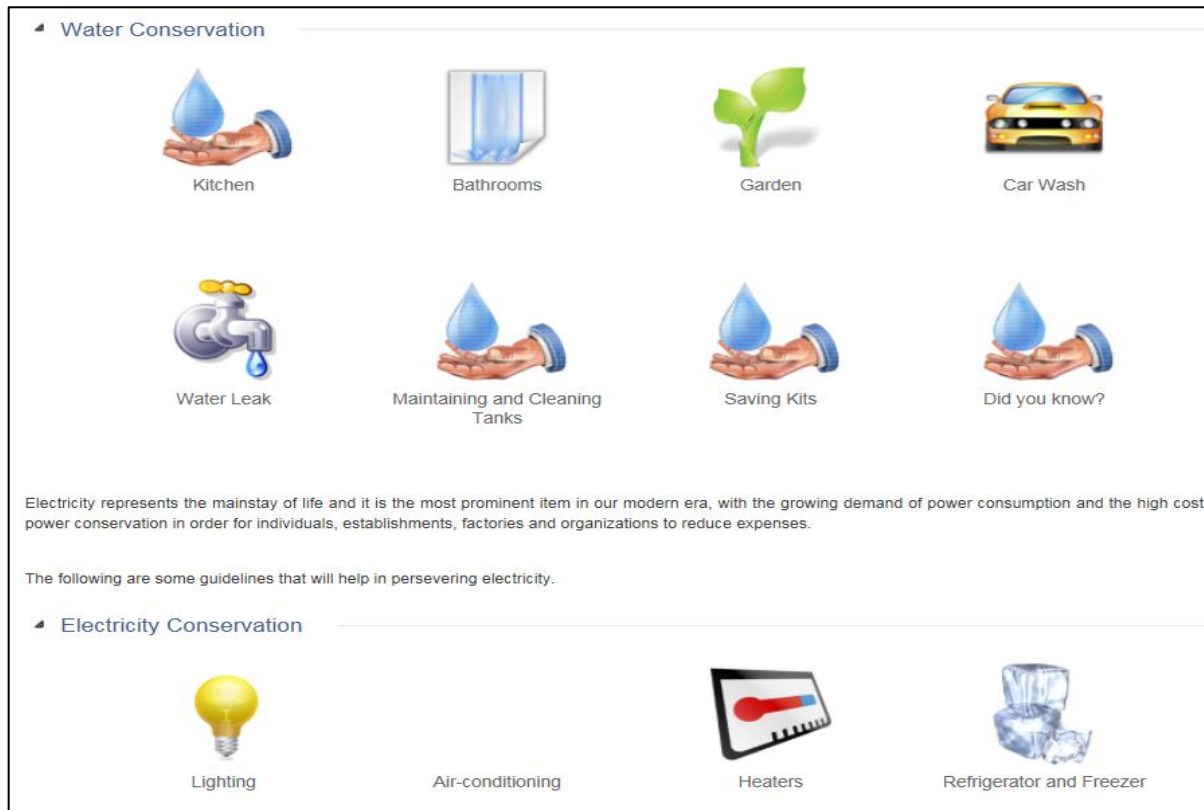 Water Conservation
Kitchen
Bathrooms
Garden
Car Wash
Water Leak
Maintaining and Cleaning
Tanks
Saving Kits
Did you know?
Electricity represents the mainstay of life and it is the most prominent item in our modern era, with the growing demand of power consumption and the high cost
power conservation in order for individuals, establishments, factories and organizations to reduce expenses.
The following are some guidelines that will help in persevering electricity.
Electricity Conservation
Lighting
Air-conditioning
Heaters
Refrigerator and Freezer